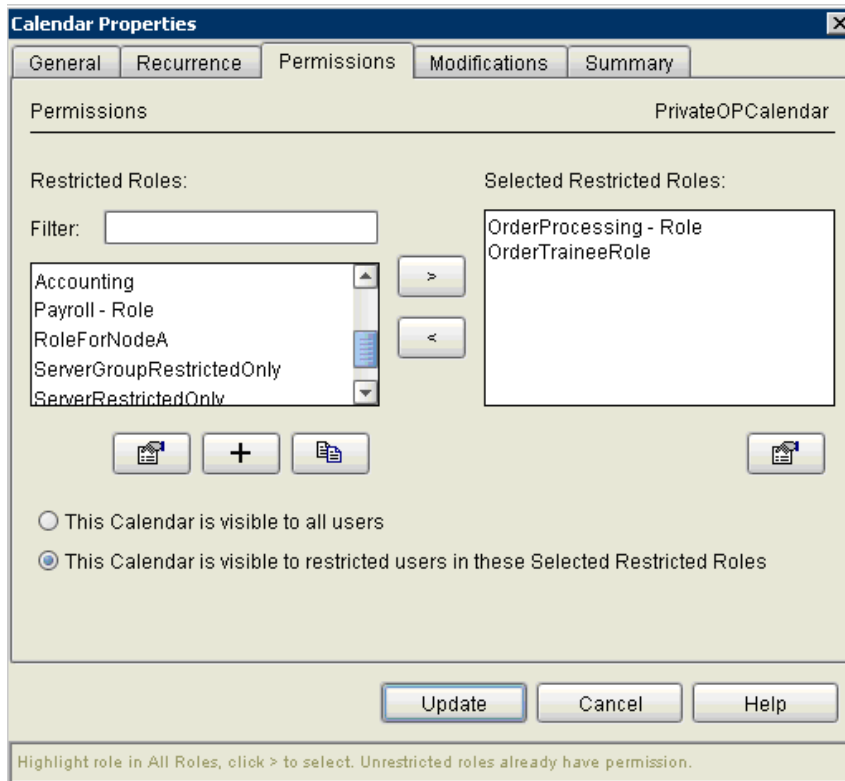 Calendar Properties
General Recurrence Permissions Modifications Summary
Permissions PrivateOPCalendar
Restricted Roles:
Selected Restricted Roles:
Filter:
Accounting
Payroll - Role
RoleForNodeA
ServerGroupRestrictedOnly
ServerRestrictedOnly
>
<
OrderProcessing - Role
OrderTraineeRole
This Calendar is visible to all users
This Calendar is visible to restricted users in these Selected Restricted Roles
Update Cancel Help
Highlight role in All Roles, click > to select. Unrestricted roles already have permission.